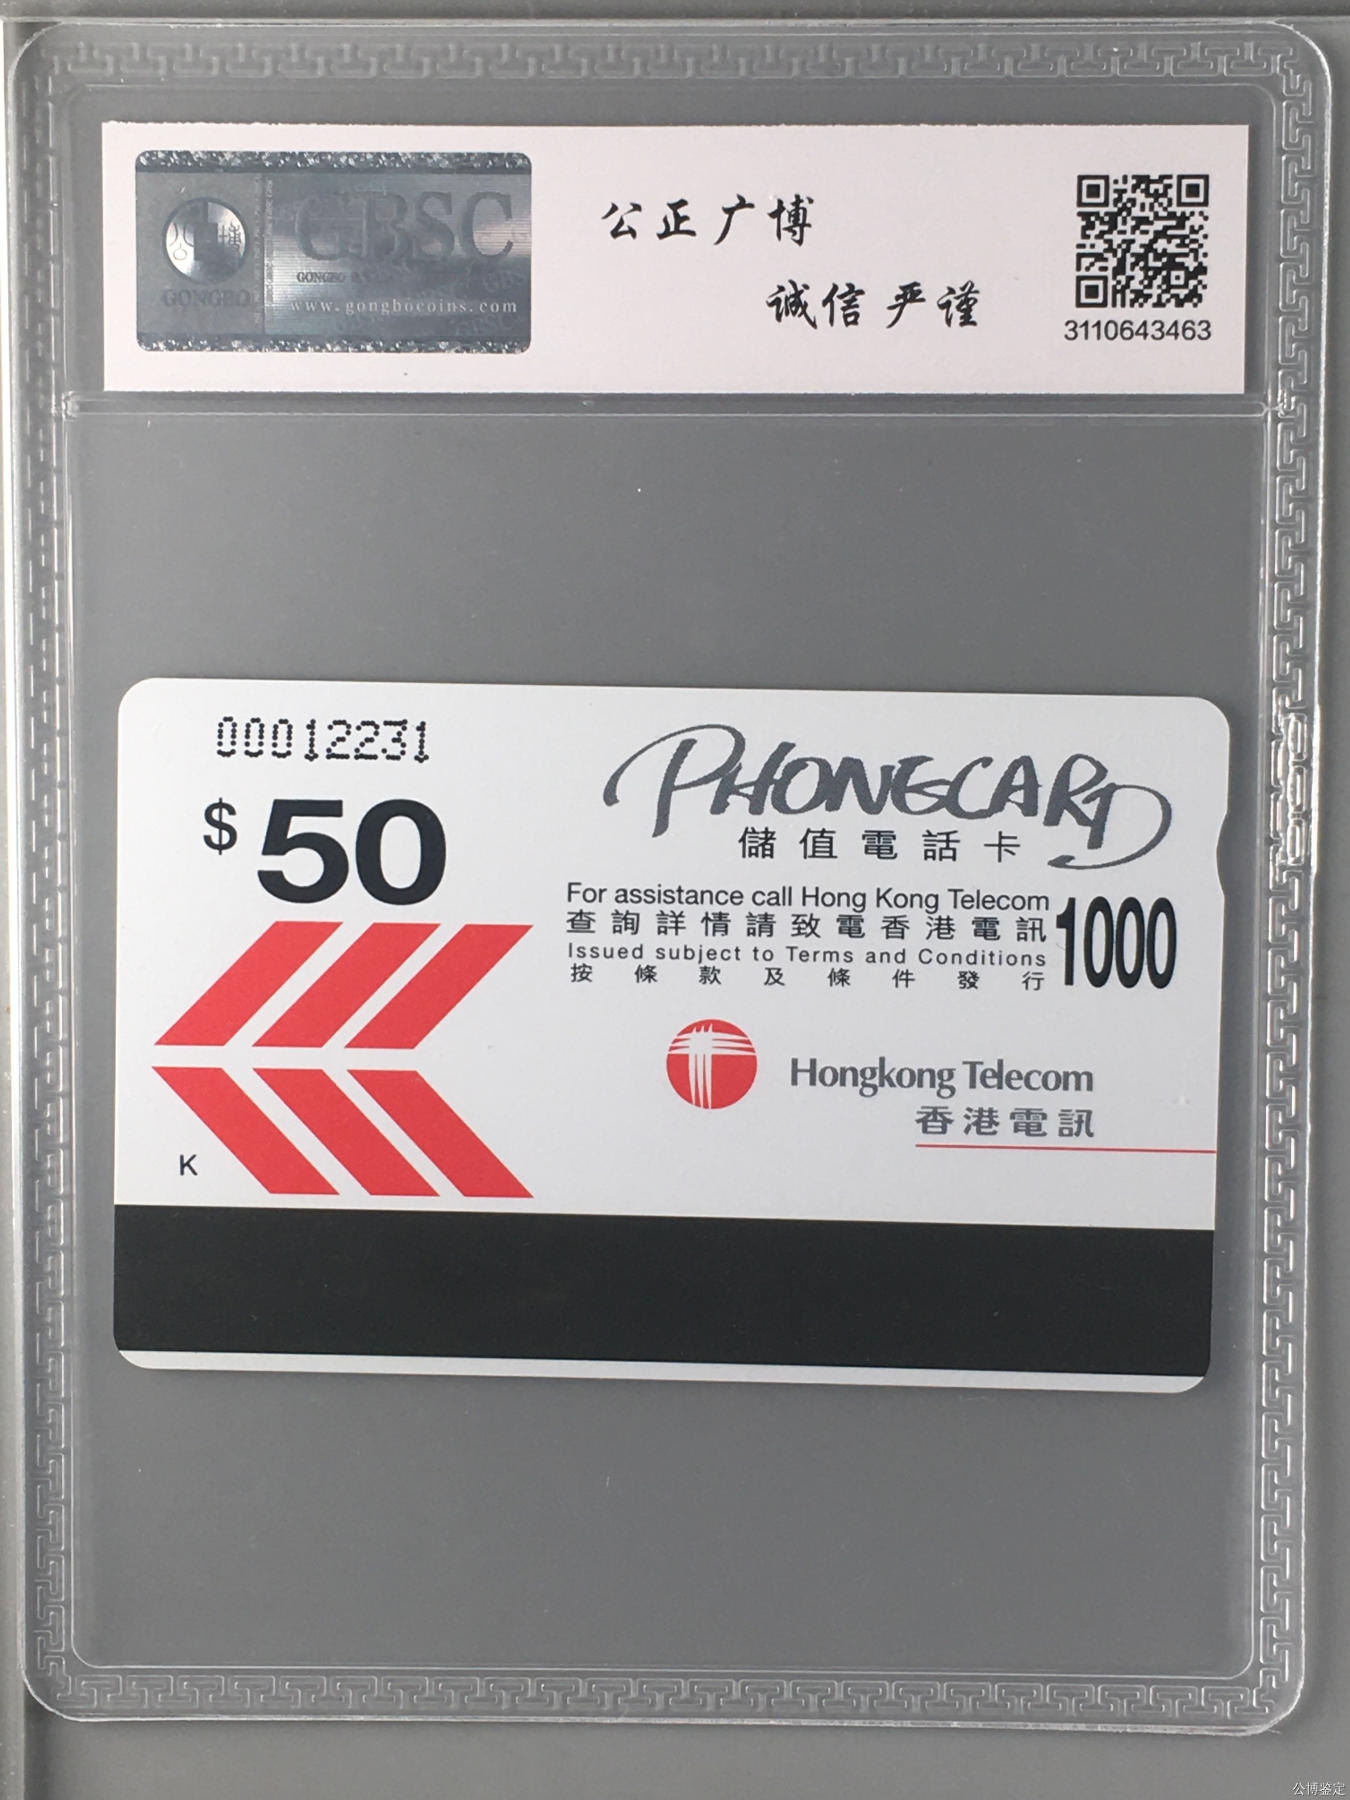 GBSC
GONGBO
www.gongbocoins.com
公正广博
诚信严谨
3110643463
00012231
$50
PHONECARD
儲值電話卡
For assistance call Hong Kong Telecom
查詢詳情請致電香港電訊
1000
Issued subject to Terms and Conditions
按條款及條件發行
Hongkong Telecom
香港電訊
K
公博鉴定